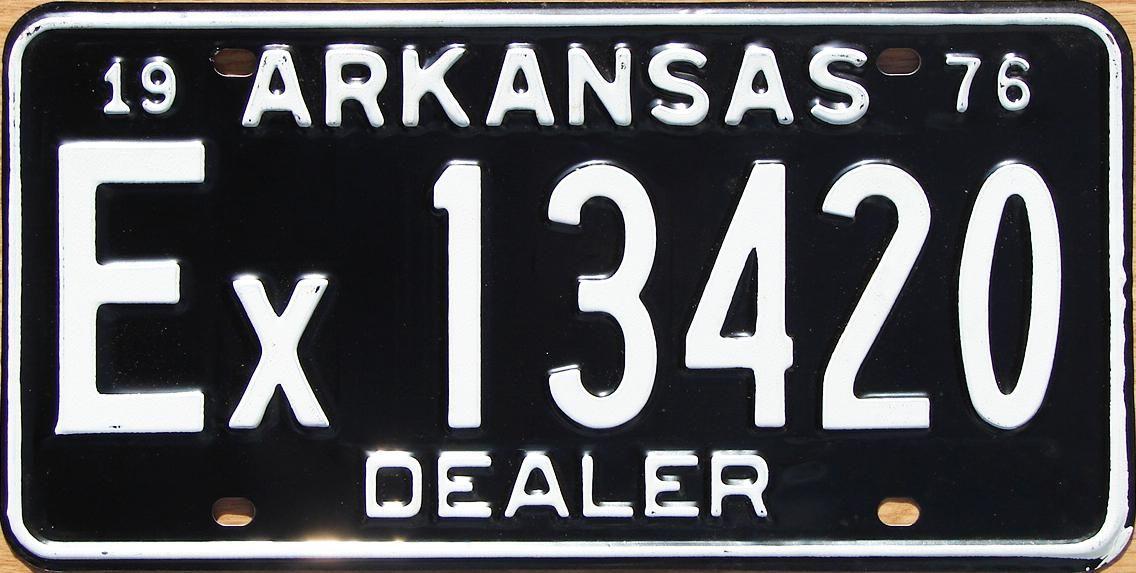 19 ARKANSAS 76
Ex 13420
DEALER